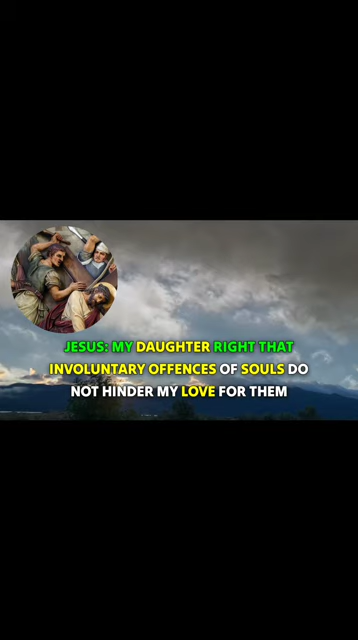 JESUS: MY DAUGHTER RIGHT THAT
INVOLUNTARY OFFENCES OF SOULS DO
NOT HINDER MY LOVE FOR THEM